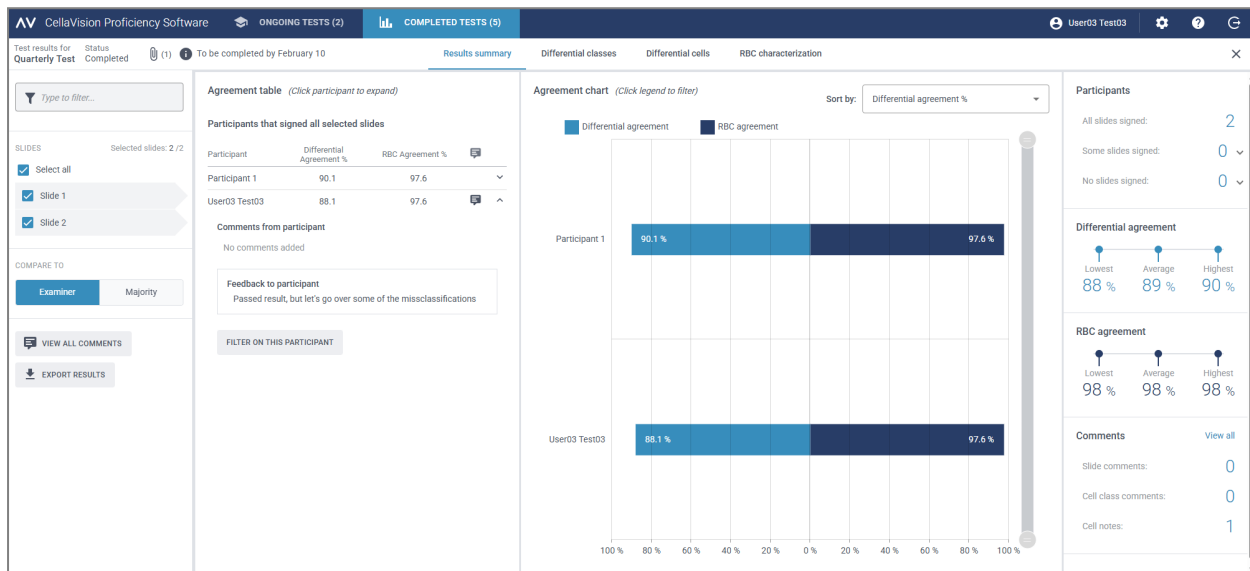 CellaVision Proficiency Software
ONGOING TESTS (2)
COMPLETED TESTS (5)
User03 Test03
Test results for
Quarterly Test
Status
Completed
(1)
To be completed by February 10
Results summary
Differential classes
Differential cells
RBC characterization
Type to filter...
SLIDES
Selected slides: 2 /2
Select all
Slide 1
Slide 2
COMPARE TO
Examiner
Majority
VIEW ALL COMMENTS
EXPORT RESULTS
Agreement table (Click participant to expand)
Participants that signed all selected slides
Participant
Differential
Agreement %
RBC Agreement %
Participant 1 90.1 97.6
User03 Test03 88.1 97.6
Comments from participant
No comments added
Feedback to participant
Passed result, but let's go over some of the missclassifications
FILTER ON THIS PARTICIPANT
Agreement chart (Click legend to filter)
Sort by:
Differential agreement %
Differential agreement
RBC agreement
Participant 1
90.1 %
97.6 %
User03 Test03
88.1 %
97.6 %
100 % 80 % 60 % 40 % 20 % 0 % 20 % 40 % 60 % 80 % 100 %
Participants
All slides signed: 2
Some slides signed: 0
No slides signed: 0
Differential agreement
Lowest Average Highest
88 % 89 % 90 %
RBC agreement
Lowest Average Highest
98 % 98 % 98 %
Comments
View all
Slide comments: 0
Cell class comments: 0
Cell notes: 1